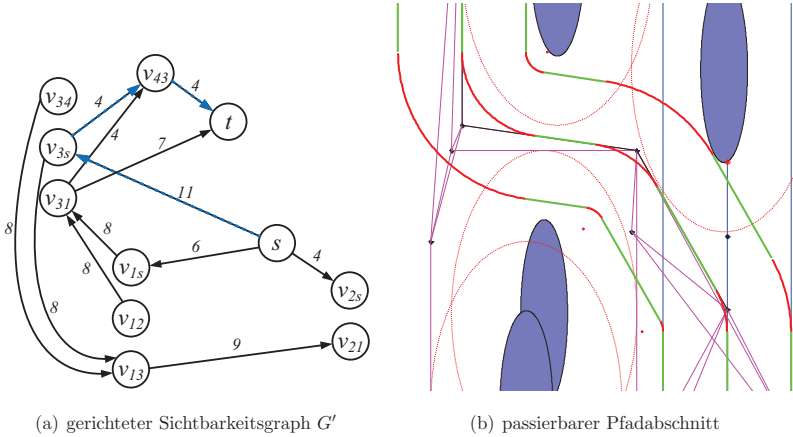 v43
4
v34
4
t
v3s
4
7
11
v31
8
8
6
s
4
v1s
8
v2s
8
v12
9
v21
v13
(a) gerichteter Sichtbarkeitsgraph G′
(b) passierbarer Pfadabschnitt